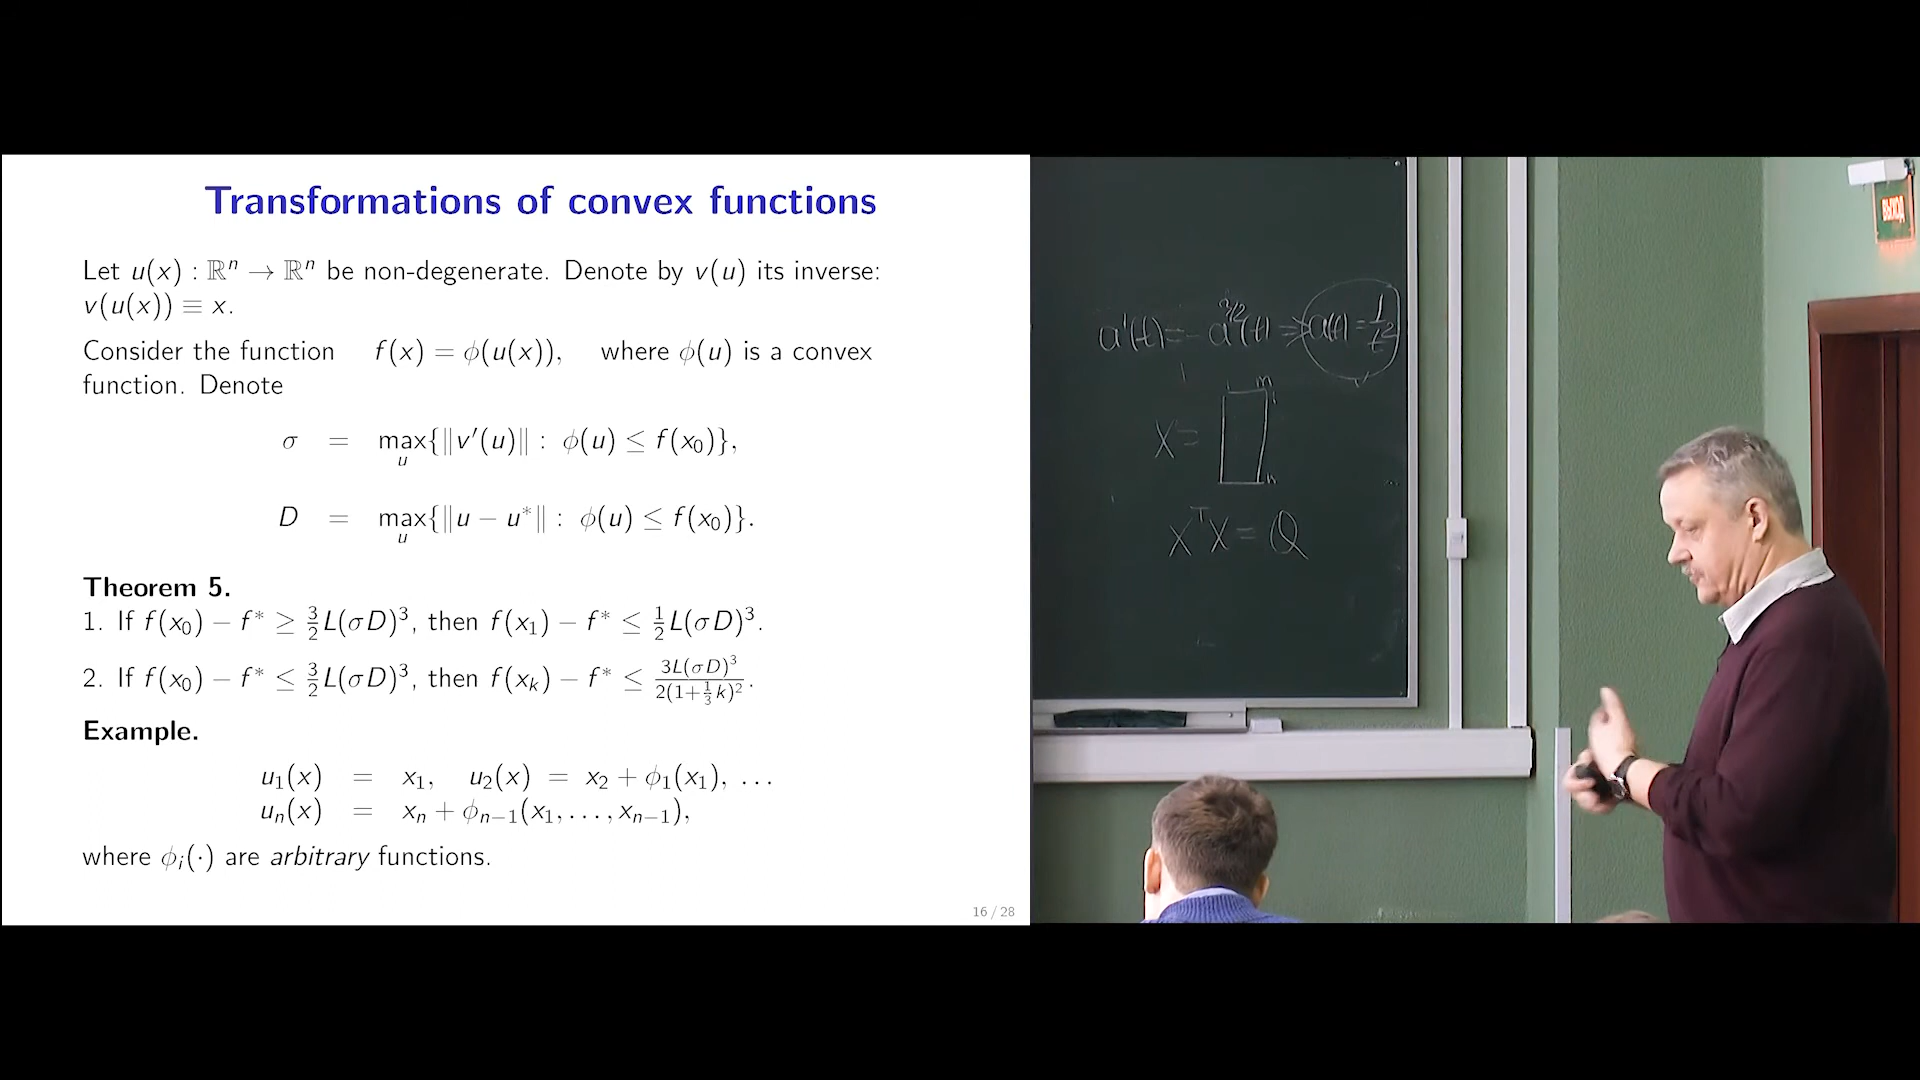 Transformations of convex functions
Let u(x) : ℝⁿ → ℝⁿ be non-degenerate. Denote by v(u) its inverse:
v(u(x)) ≡ x.
Consider the function f(x) = ϕ(u(x)), where ϕ(u) is a convex
function. Denote
σ = max_u{‖v′(u)‖ : ϕ(u) ≤ f(x₀)},
D = max_u{‖u − u*‖ : ϕ(u) ≤ f(x₀)}.
Theorem 5.
1. If f(x₀) − f* ≥ 3/2 L(σD)³, then f(x₁) − f* ≤ 1/2 L(σD)³.
2. If f(x₀) − f* ≤ 3/2 L(σD)³, then f(xₖ) − f* ≤ 3L(σD)³ / 2(1+1/3 k)².
Example.
u₁(x) = x₁, u₂(x) = x₂ + ϕ₁(x₁), …
uₙ(x) = xₙ + ϕₙ₋₁(x₁, …, xₙ₋₁),
where ϕᵢ(·) are arbitrary functions.
16 / 28
a′(t) = − a^{3/2}(t) ⇒ a(t) = 1/t²
m
X =
n
XᵀX = Q
ВЫХОД